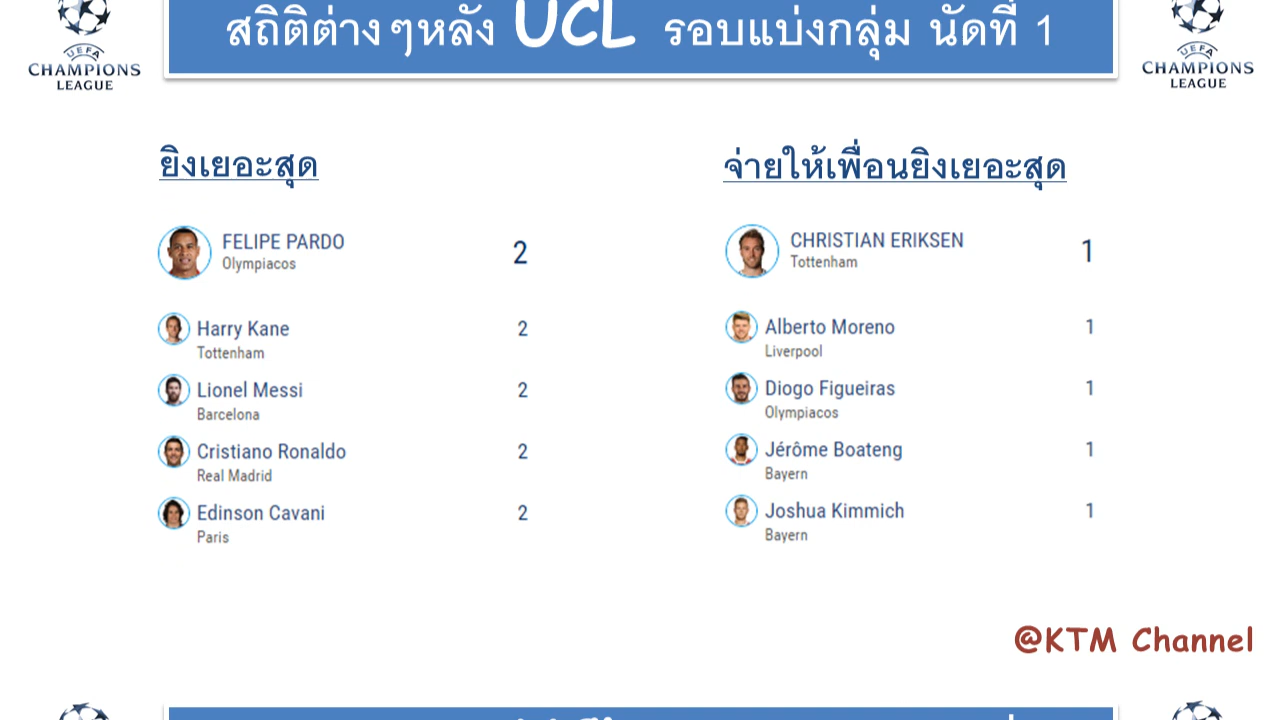 สถิติต่างๆหลัง UCL รอบแบ่งกลุ่ม นัดที่ 1
UEFA
CHAMPIONS
LEAGUE
UEFA
CHAMPIONS
LEAGUE
ยิงเยอะสุด
FELIPE PARDO
Olympiacos
2
Harry Kane
Tottenham
2
Lionel Messi
Barcelona
2
Cristiano Ronaldo
Real Madrid
2
Edinson Cavani
Paris
2
จ่ายให้เพื่อนยิงเยอะสุด
CHRISTIAN ERIKSEN
Tottenham
1
Alberto Moreno
Liverpool
1
Diogo Figueiras
Olympiacos
1
Jérôme Boateng
Bayern
1
Joshua Kimmich
Bayern
1
@KTM Channel